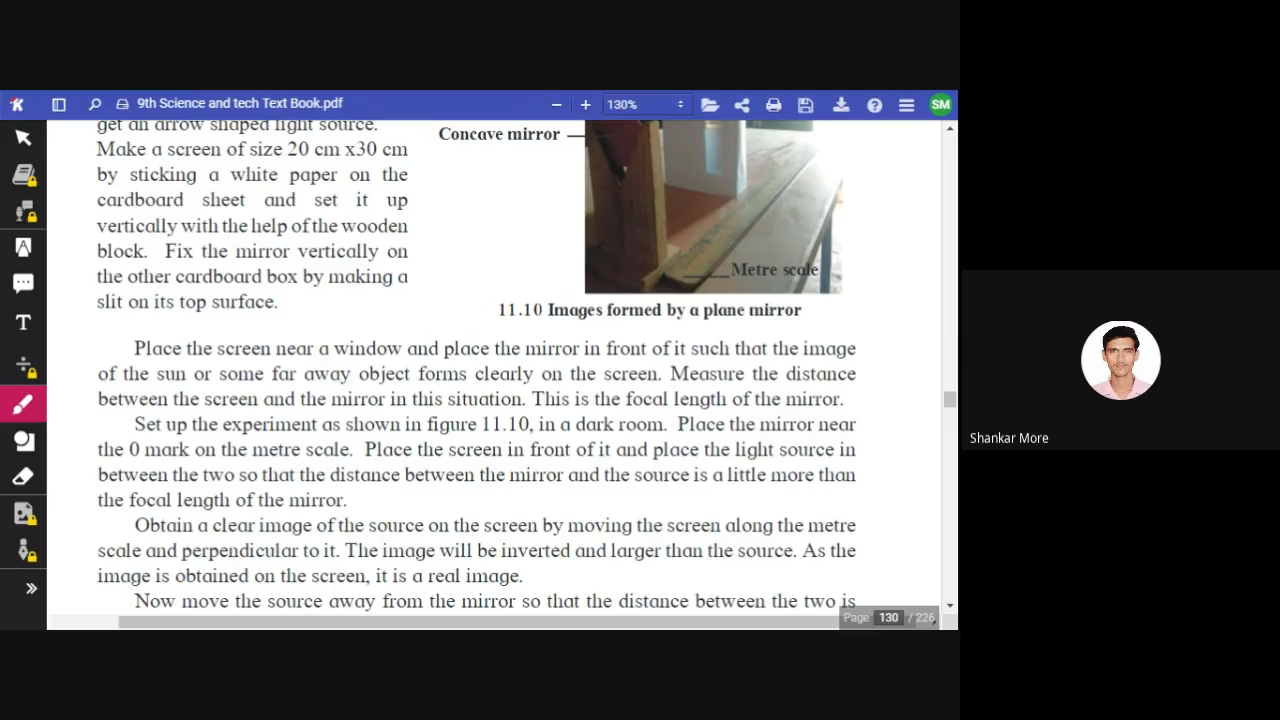 9th Science and tech Text Book.pdf
130%
SM
get an arrow shaped light source.
Make a screen of size 20 cm x30 cm
by sticking a white paper on the
cardboard sheet and set it up
vertically with the help of the wooden
block. Fix the mirror vertically on
the other cardboard box by making a
slit on its top surface.
Concave mirror
Metre scale
11.10 Images formed by a plane mirror
Place the screen near a window and place the mirror in front of it such that the image
of the sun or some far away object forms clearly on the screen. Measure the distance
between the screen and the mirror in this situation. This is the focal length of the mirror.
Set up the experiment as shown in figure 11.10, in a dark room. Place the mirror near
the 0 mark on the metre scale. Place the screen in front of it and place the light source in
between the two so that the distance between the mirror and the source is a little more than
the focal length of the mirror.
Obtain a clear image of the source on the screen by moving the screen along the metre
scale and perpendicular to it. The image will be inverted and larger than the source. As the
image is obtained on the screen, it is a real image.
Now move the source away from the mirror so that the distance between the two is
Page 130 / 226
Shankar More